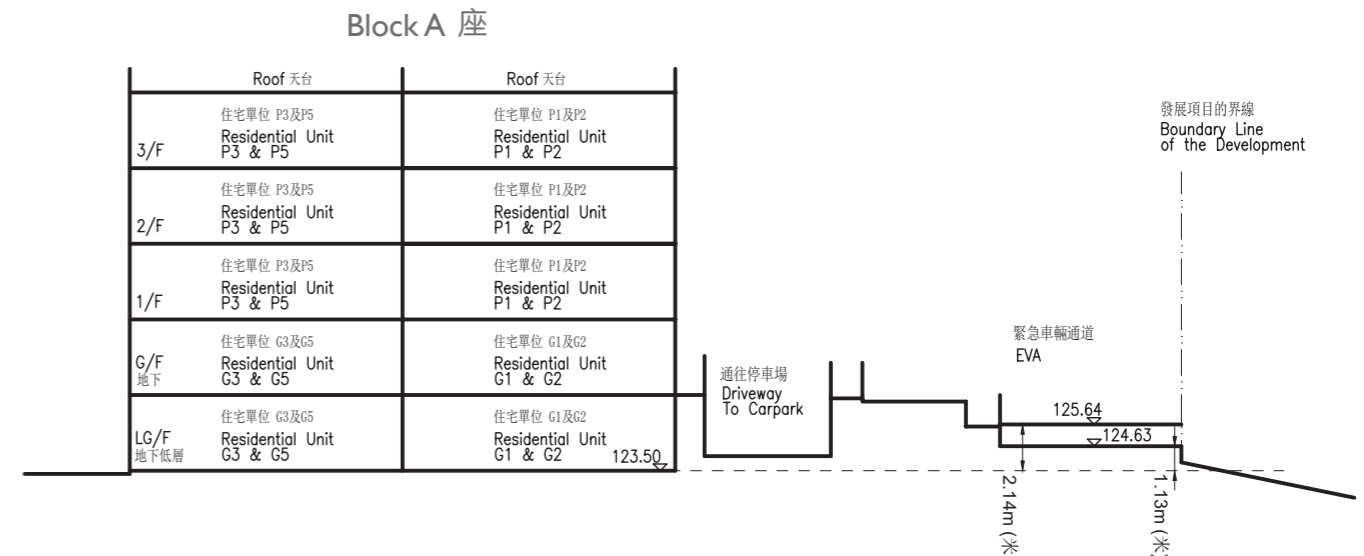 Block A 座
Roof 天台
Roof 天台
住宅單位 P3及P5
Residential Unit
P3 & P5
3/F
住宅單位 P1及P2
Residential Unit
P1 & P2
住宅單位 P3及P5
Residential Unit
P3 & P5
2/F
住宅單位 P1及P2
Residential Unit
P1 & P2
住宅單位 P3及P5
Residential Unit
P3 & P5
1/F
住宅單位 P1及P2
Residential Unit
P1 & P2
住宅單位 G3及G5
Residential Unit
G3 & G5
G/F
地下
住宅單位 G1及G2
Residential Unit
G1 & G2
住宅單位 G3及G5
Residential Unit
G3 & G5
LG/F
地下低層
住宅單位 G1及G2
Residential Unit
G1 & G2
123.50
通往停車場
Driveway
To Carpark
緊急車輛通道
EVA
125.64
124.63
2.14m (米
1.13m (米)
發展項目的界線
Boundary Line
of the Development